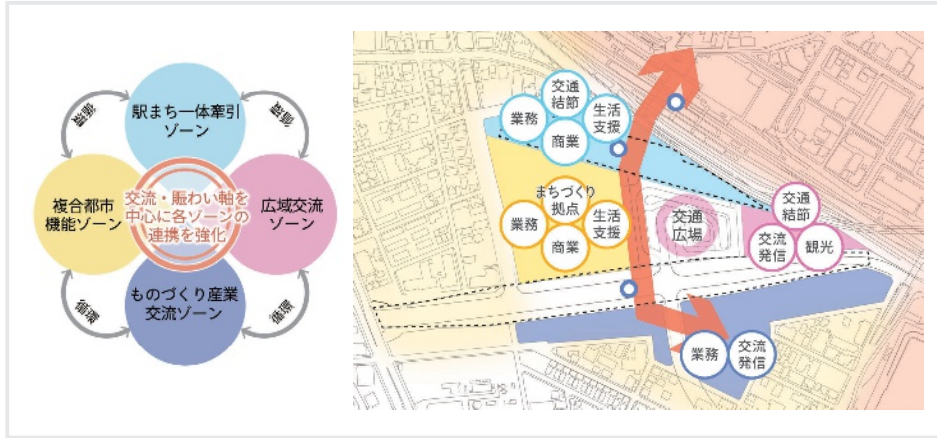 駅まち一体牽引
ゾーン
循環
循環
複合都市
機能ゾーン
交流・賑わい軸を
中心に各ゾーンの
連携を強化
広域交流
ゾーン
循環
循環
ものづくり産業
交流ゾーン
業務
交通
結節
生活
支援
商業
まちづくり
拠点
業務
生活
支援
商業
交通
広場
交通
結節
交流
発信
観光
業務
交流
発信